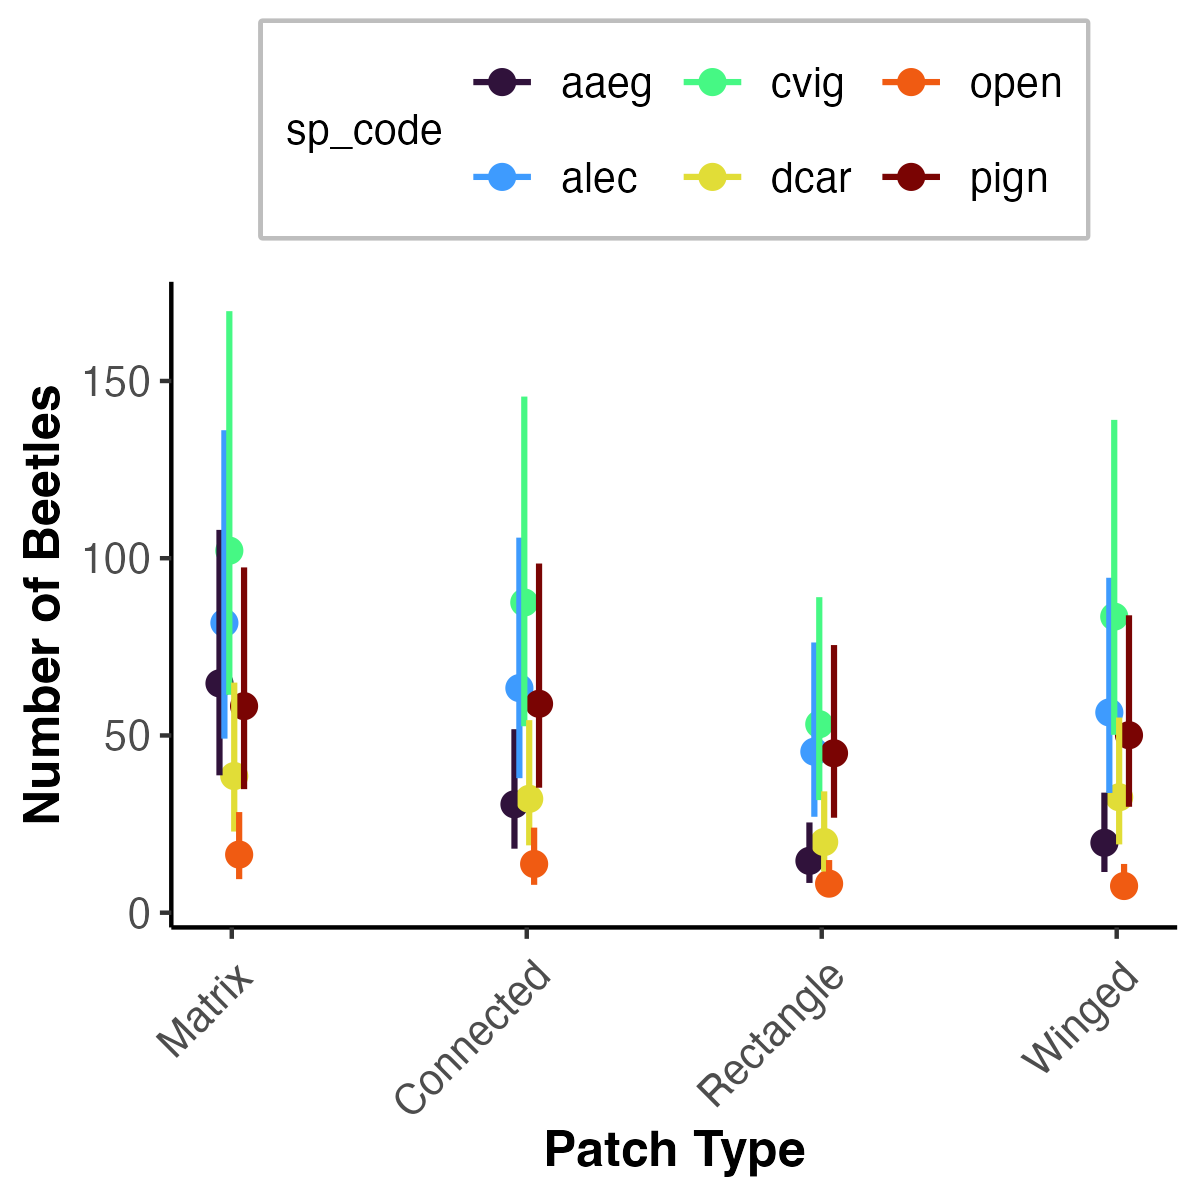 sp_code
aaeg cvig open
alec dcar pign
Number of Beetles
150
100
50
0
Matrix Connected Rectangle Winged
Patch Type